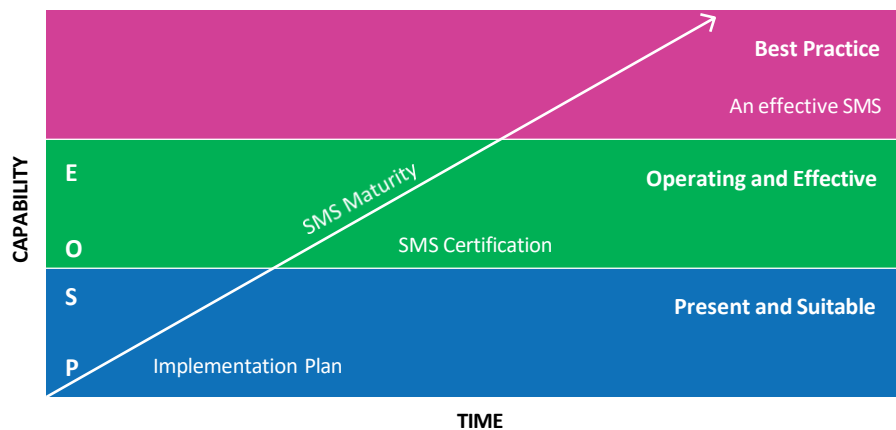 Best Practice
An effective SMS
CAPABILITY
E
Operating and Effective
SMS Maturity
O
SMS Certification
S
Present and Suitable
P
Implementation Plan
TIME